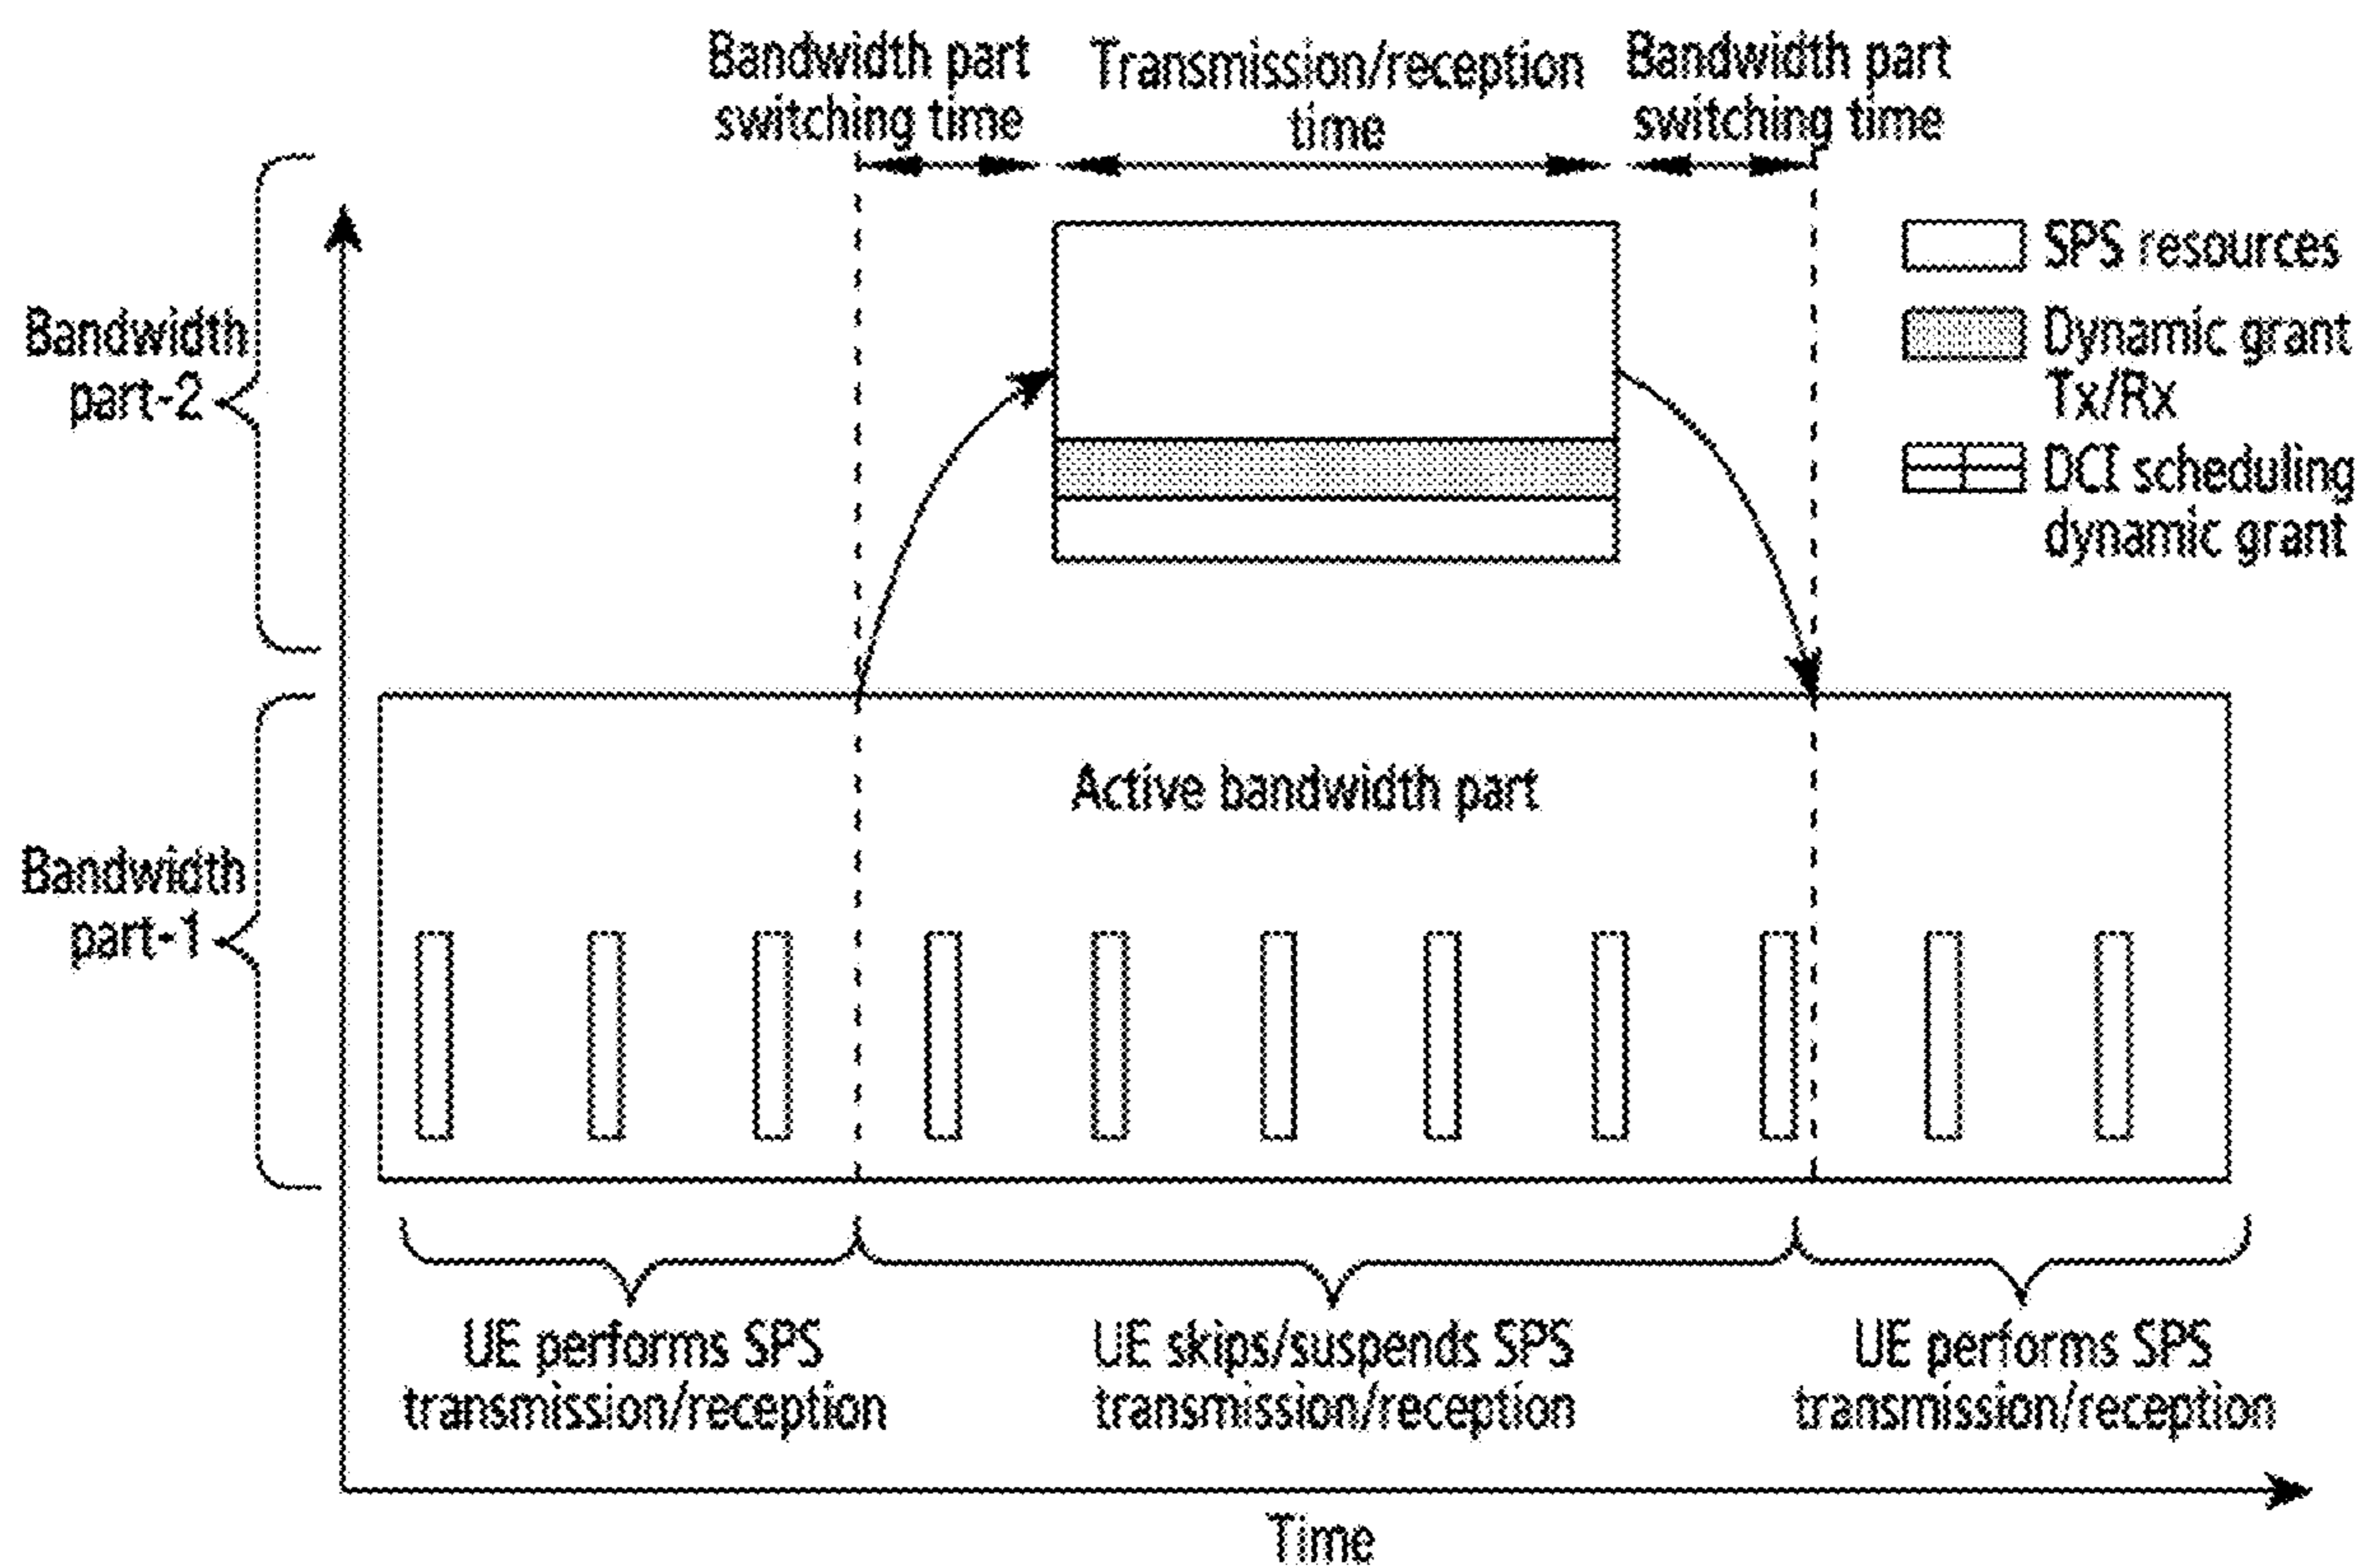 Bandwidth part
switching time
Transmission/reception
time
Bandwidth part
switching time
SPS resources
Dynamic grant
Tx/Rx
DCI scheduling
dynamic grant
Bandwidth
part-2
Active bandwidth part
Bandwidth
part-1
UE performs SPS
transmission/reception
UE skips/suspends SPS
transmission/reception
UE performs SPS
transmission/reception
Time